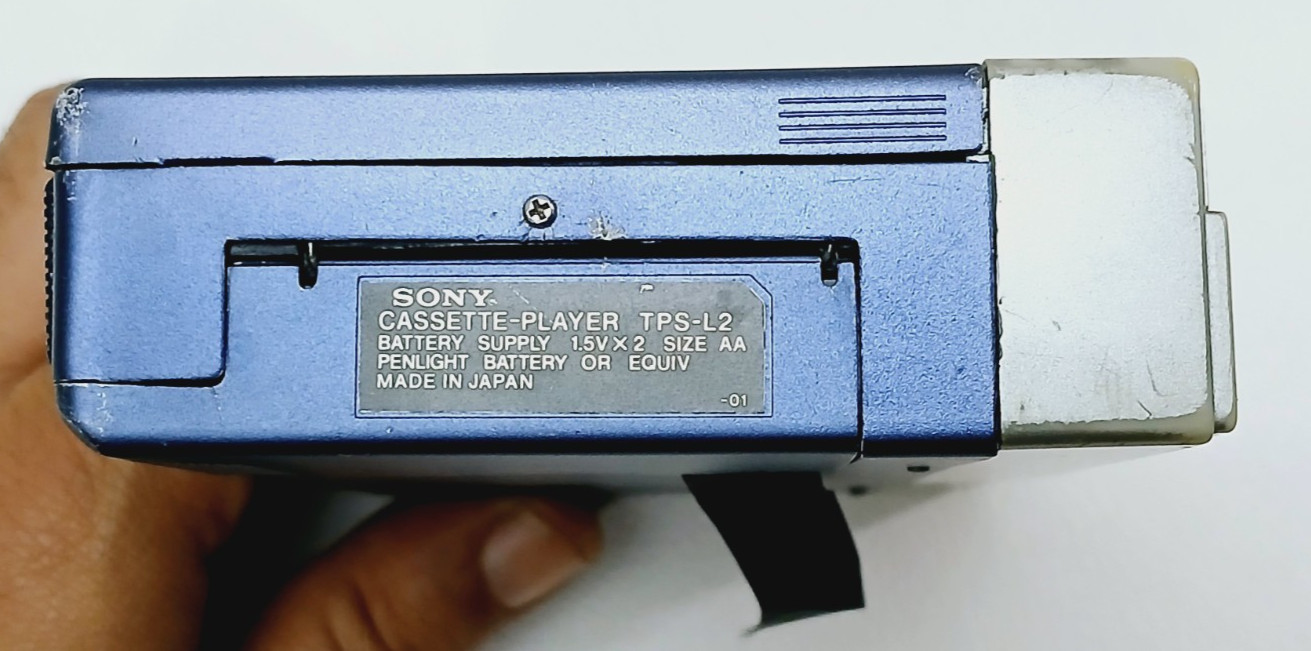 SONY
CASSETTE-PLAYER TPS-L2
BATTERY SUPPLY 1.5V X 2 SIZE AA
PENLIGHT BATTERY OR EQUIV
MADE IN JAPAN
-01